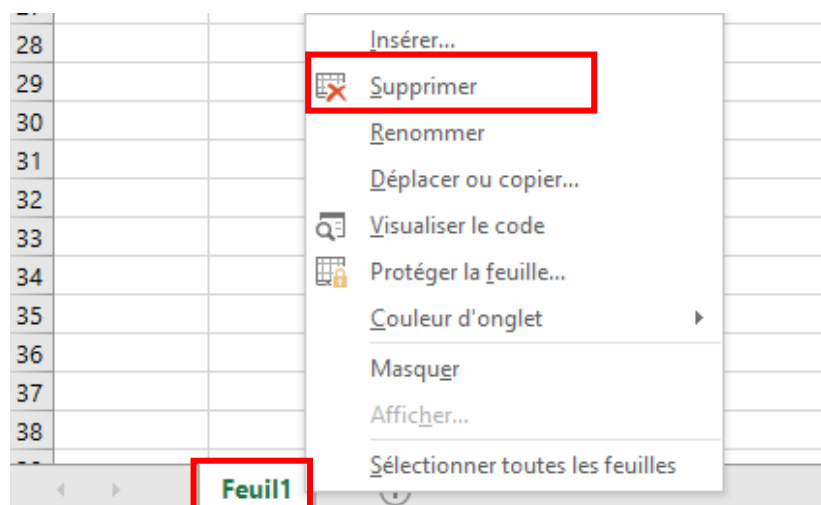 28
Insérer...
29
Supprimer
30
Renommer
31
Déplacer ou copier...
32
33
Visualiser le code
34
Protéger la feuille...
35
Couleur d'onglet
36
Masquer
37
Afficher...
38
Sélectionner toutes les feuilles
Feuil1